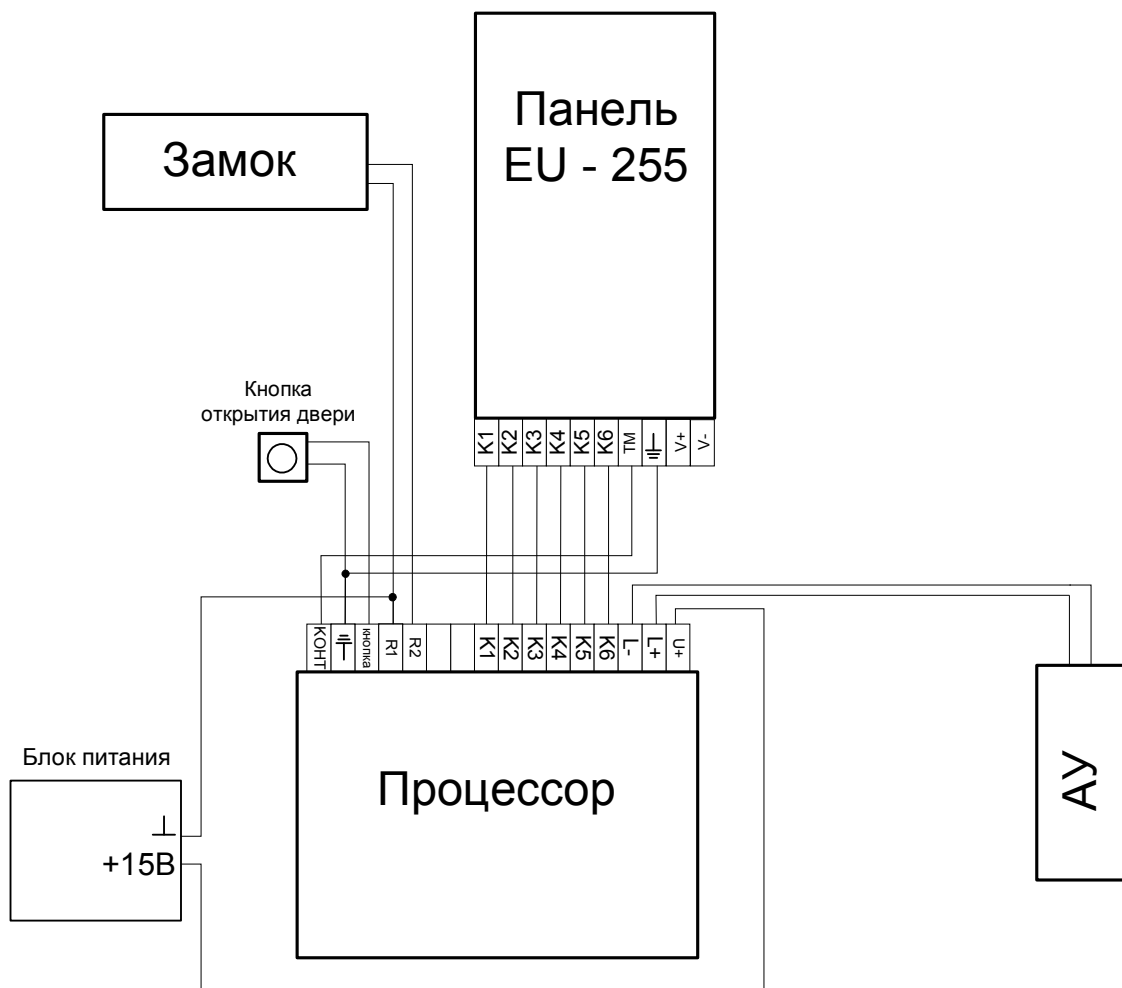 Панель
EU - 255
Замок
Кнопка
открытия двери
K1 K2 K3 K4 K5 K6 TM V+ V-
КОНТ кнопка R1 R2 K1 K2 K3 K4 K5 K6 L- L+ U+
Блок питания
+15В
Процессор
АУ